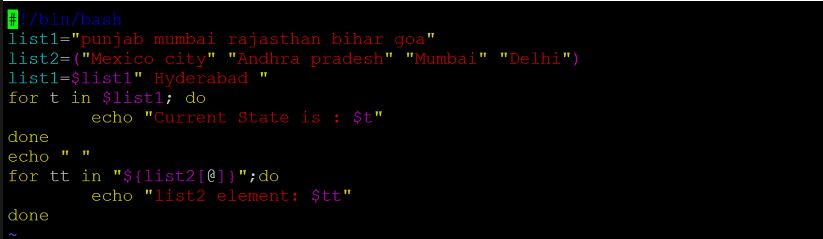 #!/bin/bash
list1="punjab mumbai rajasthan bihar goa"
list2=("Mexico city" "Andhra pradesh" "Mumbai" "Delhi")
list1=$list1" Hyderabad "
for t in $list1; do
        echo "Current State is : $t"
done
echo " "
for tt in "${list2[@]}";do
        echo "list2 element: $tt"
done
~